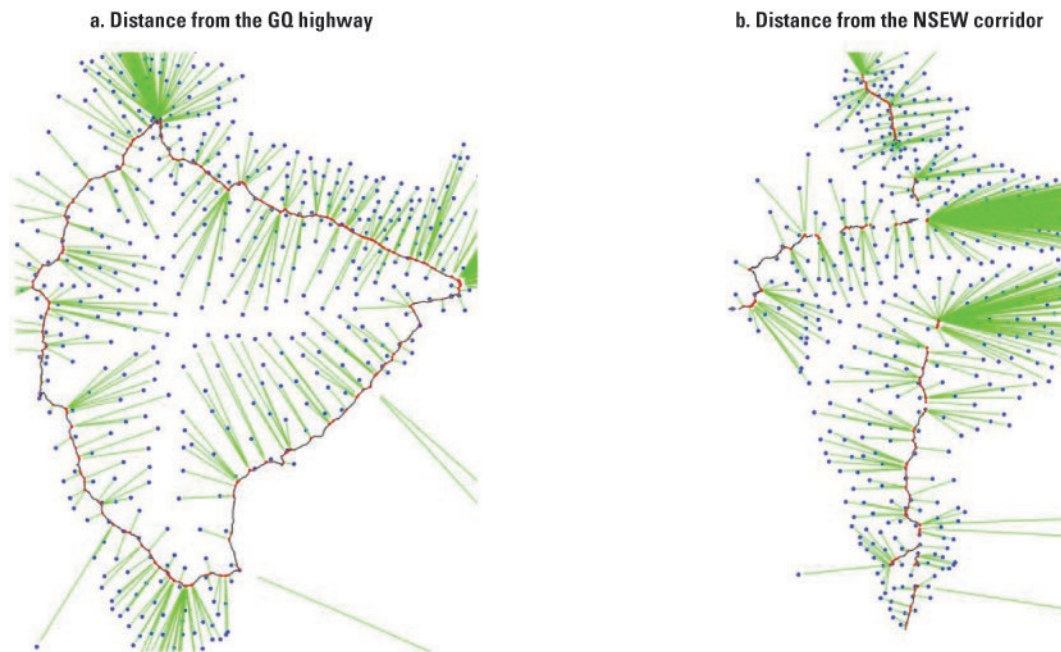 a. Distance from the GQ highway
b. Distance from the NSEW corridor